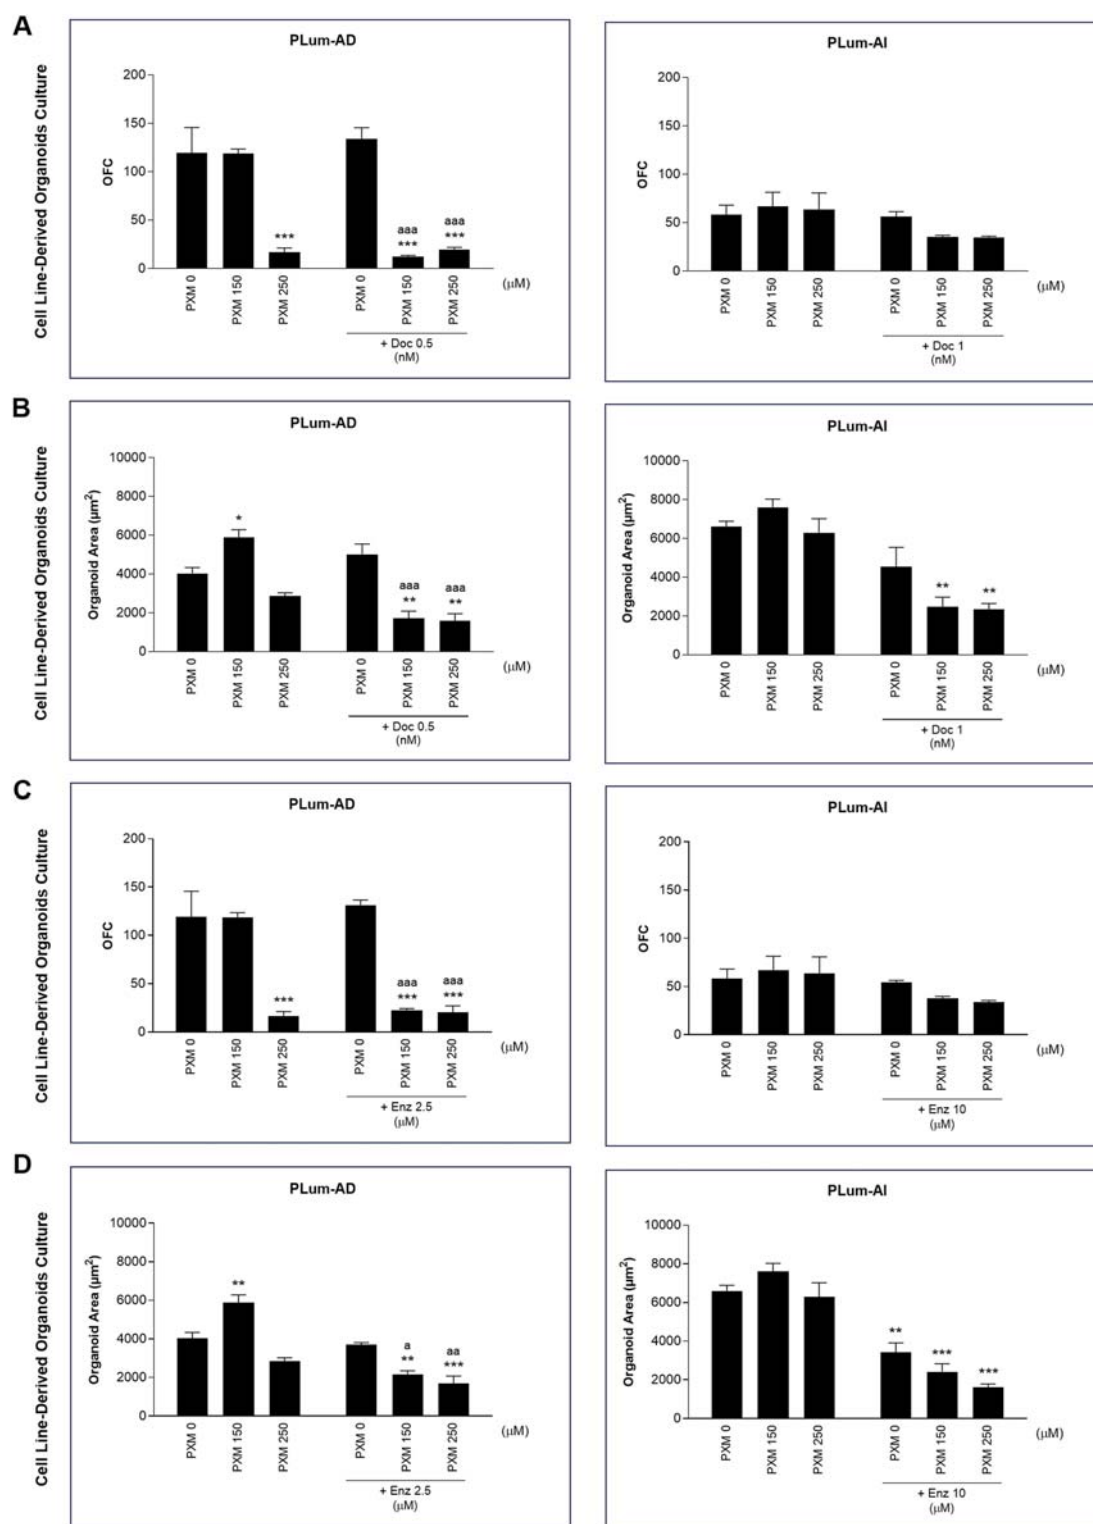 A
Cell Line-Derived Organoids Culture
PLum-AD
OFC
200
150
100
50
0
***
aaa
***
aaa
***
PXM 0
PXM 150
PXM 250
PXM 0
PXM 150
PXM 250
(µM)
+ Doc 0.5
(nM)
PLum-AI
OFC
200
150
100
50
0
PXM 0
PXM 150
PXM 250
PXM 0
PXM 150
PXM 250
(µM)
+ Doc 1
(nM)
B
Cell Line-Derived Organoids Culture
PLum-AD
Organoid Area (µm²)
10000
8000
6000
4000
2000
0
*
aaa
**
aaa
**
PXM 0
PXM 150
PXM 250
PXM 0
PXM 150
PXM 250
(µM)
+ Doc 0.5
(nM)
PLum-AI
Organoid Area (µm²)
10000
8000
6000
4000
2000
0
**
**
PXM 0
PXM 150
PXM 250
PXM 0
PXM 150
PXM 250
(µM)
+ Doc 1
(nM)
C
Cell Line-Derived Organoids Culture
PLum-AD
OFC
200
150
100
50
0
***
aaa
***
aaa
***
PXM 0
PXM 150
PXM 250
PXM 0
PXM 150
PXM 250
(µM)
+ Enz 2.5
(µM)
PLum-AI
OFC
200
150
100
50
0
PXM 0
PXM 150
PXM 250
PXM 0
PXM 150
PXM 250
(µM)
+ Enz 10
(µM)
D
Cell Line-Derived Organoids Culture
PLum-AD
Organoid Area (µm²)
10000
8000
6000
4000
2000
0
**
a
**
aa
***
PXM 0
PXM 150
PXM 250
PXM 0
PXM 150
PXM 250
(µM)
+ Enz 2.5
(µM)
PLum-AI
Organoid Area (µm²)
10000
8000
6000
4000
2000
0
**
***
***
PXM 0
PXM 150
PXM 250
PXM 0
PXM 150
PXM 250
(µM)
+ Enz 10
(µM)